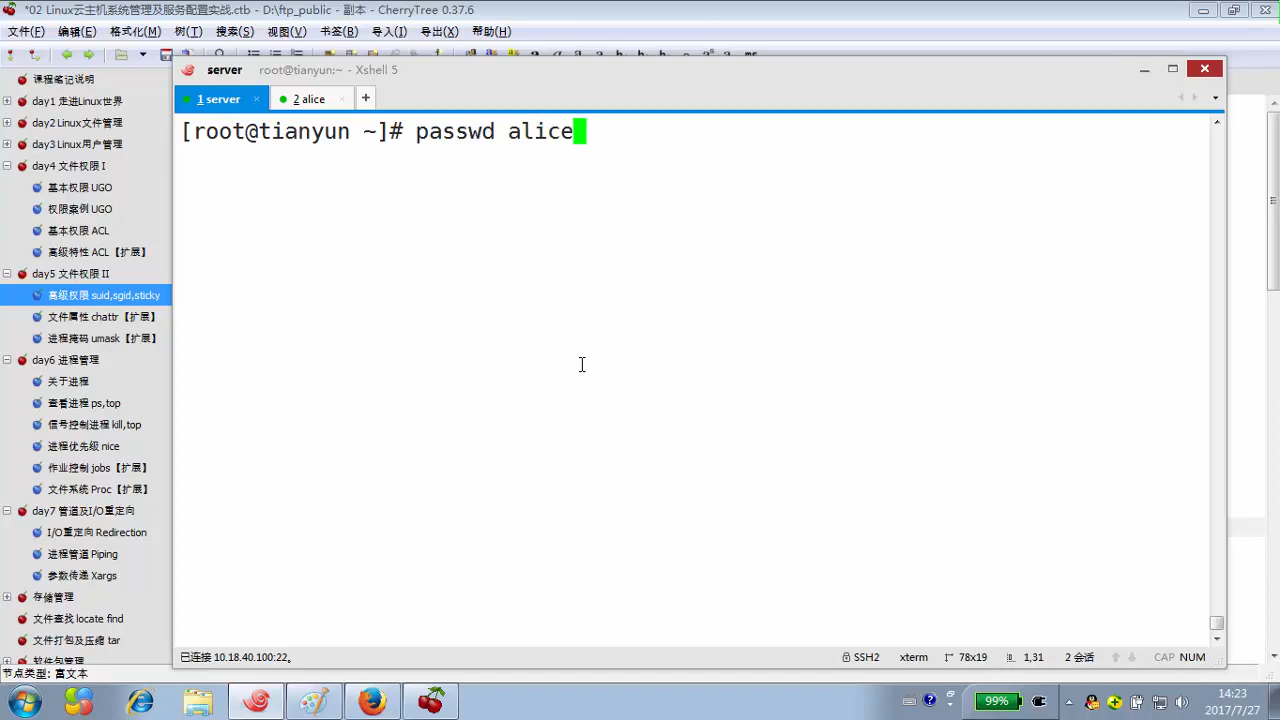 *02 Linux云主机系统管理及服务配置实战.ctb - D:\ftp_public - 副本 - CherryTree 0.37.6
文件(F) 编辑(E) 格式化(M) 树(T) 搜索(S) 视图(V) 书签(B) 导入(I) 导出(X) 帮助(H)
课程笔记说明
day1 走进Linux世界
day2 Linux文件管理
day3 Linux用户管理
day4 文件权限 I
基本权限 UGO
权限案例 UGO
基本权限 ACL
高级特性 ACL【扩展】
day5 文件权限 II
高级权限 suid,sgid,sticky
文件属性 chattr【扩展】
进程掩码 umask【扩展】
day6 进程管理
关于进程
查看进程 ps,top
信号控制进程 kill,top
进程优先级 nice
作业控制 jobs【扩展】
文件系统 Proc【扩展】
day7 管道及I/O重定向
I/O重定向 Redirection
进程管道 Piping
参数传递 Xargs
存储管理
文件查找 locate find
文件打包及压缩 tar
软件包管理
节点类型: 富文本
server root@tianyun:~ - Xshell 5
1 server
2 alice
[root@tianyun ~]# passwd alice
已连接 10.18.40.100:22。
SSH2 xterm 78x19 1,31 2 会话 CAP NUM
99%
14:23
2017/7/27